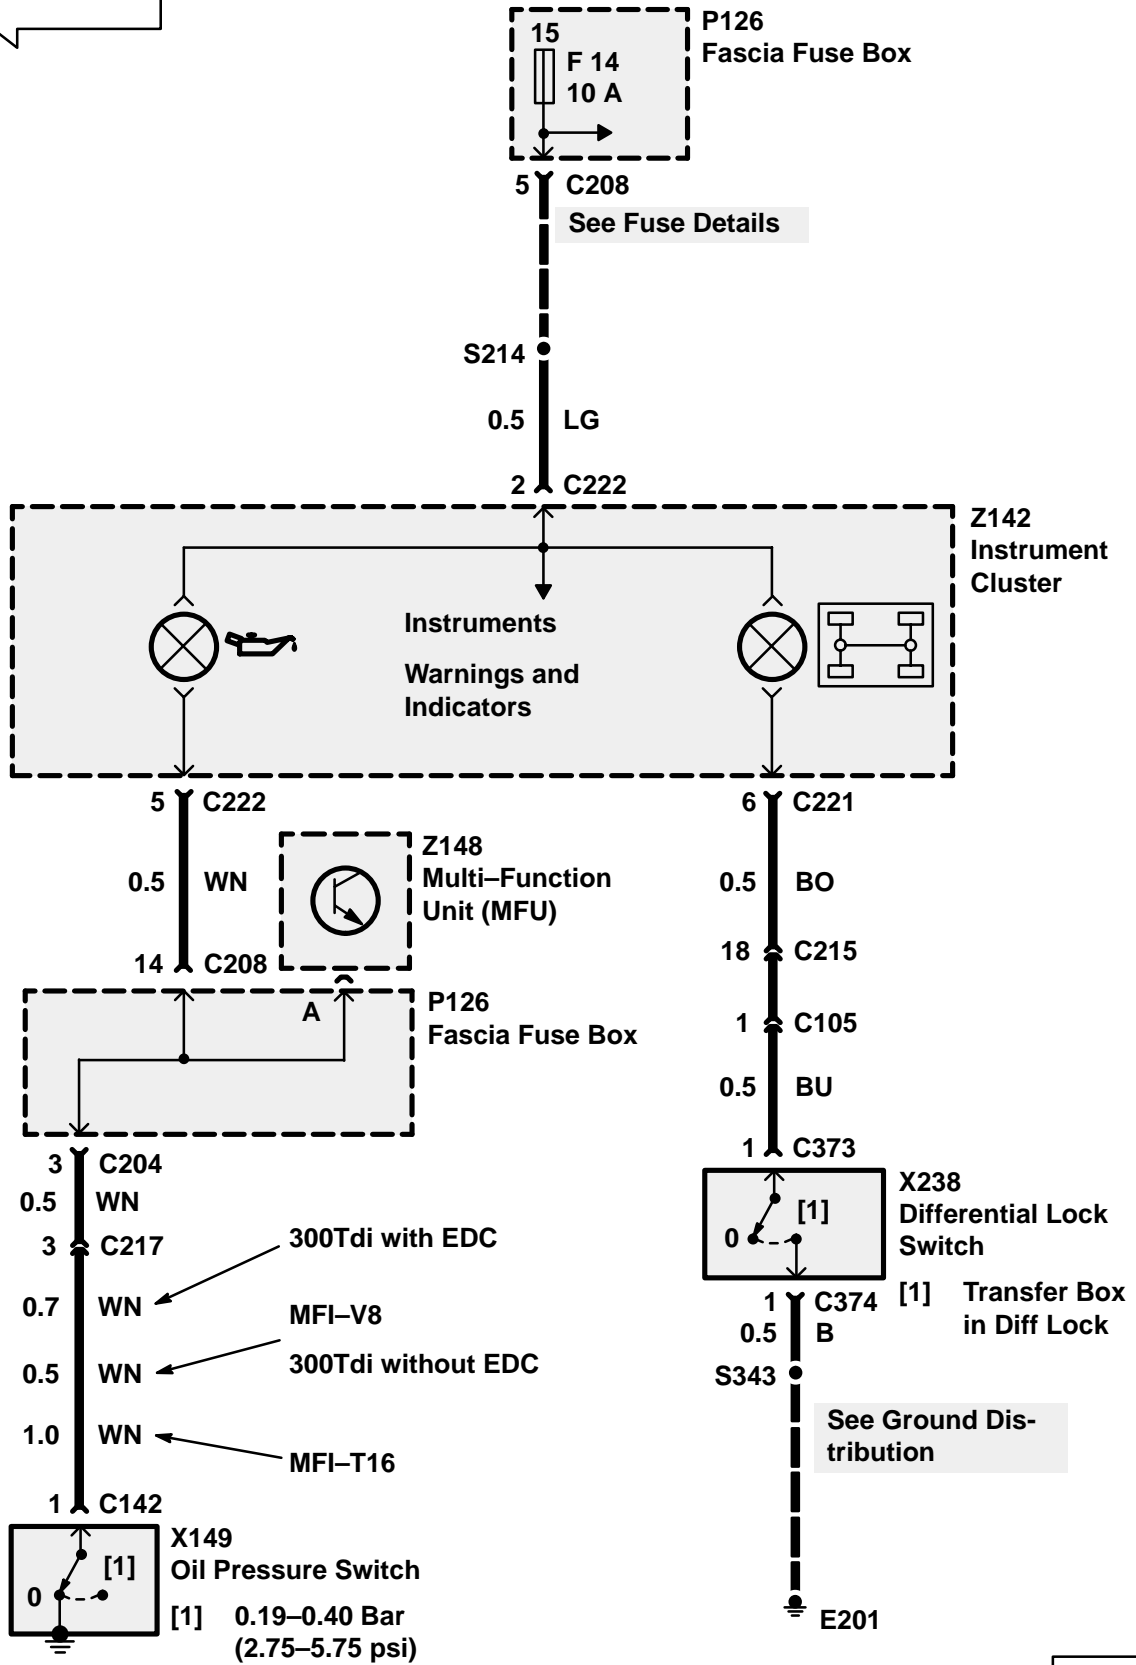 P126
Fascia Fuse Box
15
F 14
10 A
5 C208
See Fuse Details
S214
0.5 LG
2 C222
Z142
Instrument
Cluster
Instruments
Warnings and
Indicators
5 C222
6 C221
Z148
Multi–Function
Unit (MFU)
0.5 WN
0.5 BO
14 C208
18 C215
A
P126
Fascia Fuse Box
1 C105
0.5 BU
1 C373
3 C204
0.5 WN
3 C217
300Tdi with EDC
0.7 WN
MFI–V8
300Tdi without EDC
0.5 WN
1.0 WN
MFI–T16
1 C142
X149
Oil Pressure Switch
[1]
0
[1] 0.19–0.40 Bar
(2.75–5.75 psi)
X238
Differential Lock
Switch
[1]
0
[1] Transfer Box
in Diff Lock
1 C374
0.5 B
S343
See Ground Dis-
tribution
E201